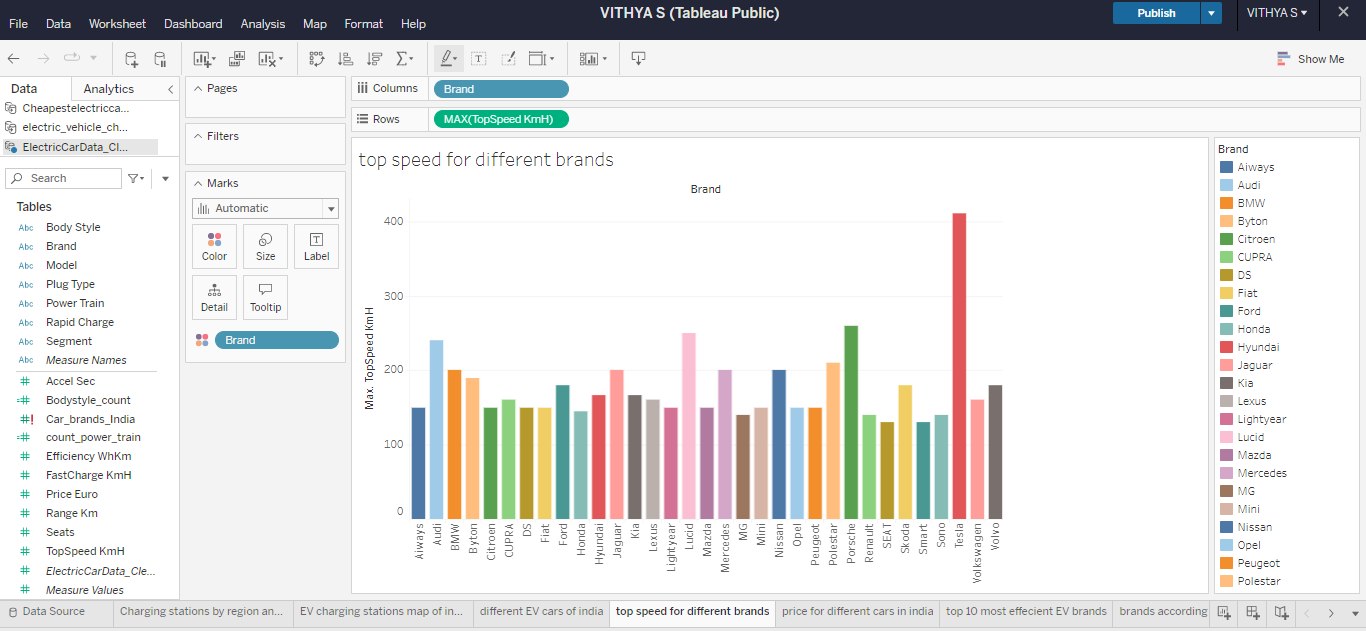 VITHYA S (Tableau Public)
File Data Worksheet Dashboard Analysis Map Format Help
Publish
VITHYA S
Show Me
Data Analytics
Cheapestelectricca...
electric_vehicle_ch...
ElectricCarData_Cl...
Search
Tables
Abc Body Style
Abc Brand
Abc Model
Abc Plug Type
Abc Power Train
Abc Rapid Charge
Abc Segment
Abc Measure Names
Accel Sec
Bodystyle_count
Car_brands_India
count_power_train
Efficiency WhKm
FastCharge KmH
Price Euro
Range Km
Seats
TopSpeed KmH
ElectricCarData_Cle...
Measure Values
Pages
Filters
Marks
Automatic
Color Size Label
Detail Tooltip
Brand
Columns Brand
Rows MAX(TopSpeed KmH)
top speed for different brands
Brand
Max. TopSpeed KmH
400
300
200
100
0
Aiways
Audi
BMW
Byton
Citroen
CUPRA
DS
Fiat
Ford
Honda
Hyundai
Jaguar
Kia
Lexus
Lightyear
Lucid
Mazda
Mercedes
MG
Mini
Nissan
Opel
Peugeot
Polestar
Porsche
Renault
SEAT
Skoda
Smart
Sono
Tesla
Volkswagen
Volvo
Brand
Aiways
Audi
BMW
Byton
Citroen
CUPRA
DS
Fiat
Ford
Honda
Hyundai
Jaguar
Kia
Lexus
Lightyear
Lucid
Mazda
Mercedes
MG
Mini
Nissan
Opel
Peugeot
Polestar
Data Source Charging stations by region an... EV charging stations map of in... different EV cars of india top speed for different brands price for different cars in india top 10 most effecient EV brands brands according